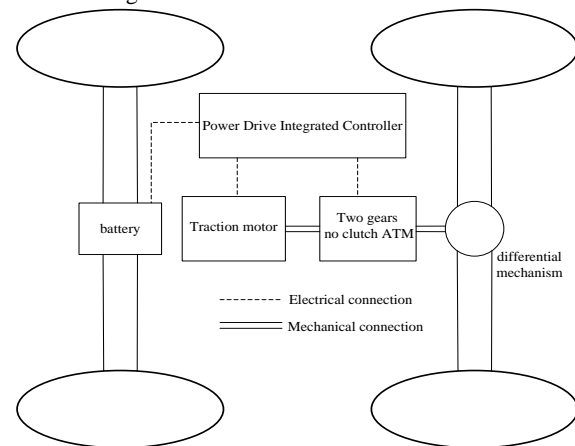 Power Drive Integrated Controller
battery
Traction motor
Two gears
no clutch ATM
differential
mechanism
Electrical connection
Mechanical connection